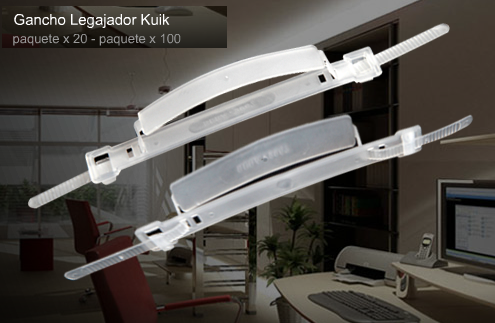 Gancho Legajador Kuik
paquete x 20 - paquete x 100